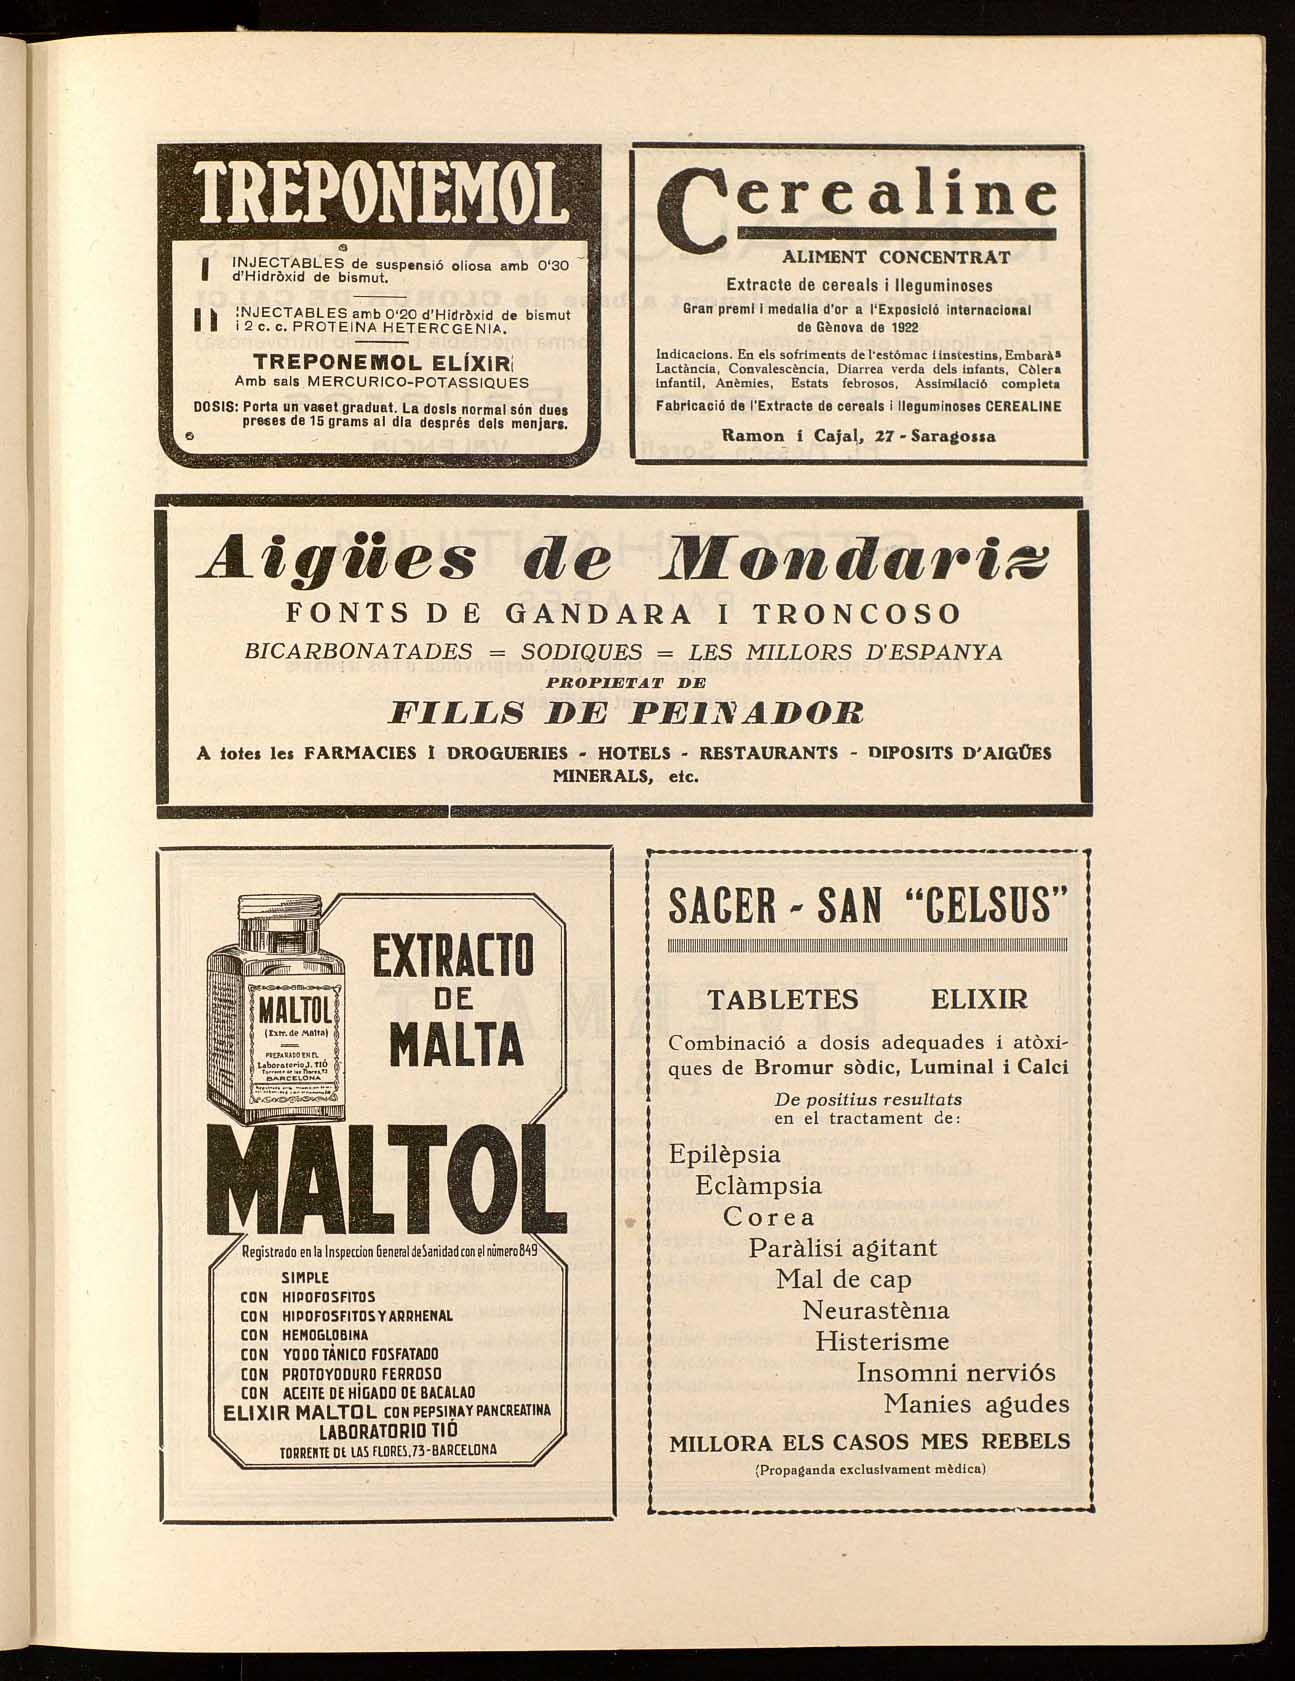 TREPONEMOL
I INJECTABLES de suspensió oliosa amb 0'30
d'Hidròxid de bismut.
II INJECTABLES amb 0'20 d'Hidròxid de bismut
i 2 c. c. PROTEINA HETERCGENIA.
TREPONEMOL ELÍXIR
Amb sals MERCURICO-POTASSIQUES
DOSIS: Porta un vaset graduat. La dosis normal són dues
preses de 15 grams al dia després dels menjars.
Cerealine
ALIMENT CONCENTRAT
Extracte de cereals i lleguminoses
Gran premi i medalla d'or a l'Exposició internacional
de Gènova de 1922
Indicacions. En els sofriments de l'estómac i instestins, Embaràs
Lactància, Convalescència, Diarrea verda dels infants, Còlera
infantil, Anèmies, Estats febrosos, Assimilació completa
Fabricació de l'Extracte de cereals i lleguminoses CEREALINE
Ramon i Cajal, 27 - Saragossa
Aigües de Mondariz
FONTS DE GANDARA I TRONCOSO
BICARBONATADES = SODIQUES = LES MILLORS D'ESPANYA
PROPIETAT DE
FILLS DE PEINADOR
A totes les FARMACIES I DROGUERIES - HOTELS - RESTAURANTS - DIPOSITS D'AIGÜES
MINERALS, etc.
EXTRACTO
DE
MALTA
MALTOL
(Extr. de Malta)
PREPARADO EN EL
Laboratorio J. TIÓ
Torrente de las Flores, 73
BARCELONA
MALTOL
Registrado en la Inspeccion General de Sanidad con el número 849
SIMPLE
CON HIPOFOSFITOS
CON HIPOFOSFITOS Y ARRHENAL
CON HEMOGLOBINA
CON YODO TÁNICO FOSFATADO
CON PROTOYODURO FERROSO
CON ACEITE DE HÍGADO DE BACALAO
ELIXIR MALTOL CON PEPSINA Y PANCREATINA
LABORATORIO TIÓ
TORRENTE DE LAS FLORES, 73-BARCELONA
SACER - SAN "CELSUS"
TABLETES ELIXIR
Combinació a dosis adequades i atòxi-
ques de Bromur sòdic, Luminal i Calci
De positius resultats
en el tractament de:
Epilèpsia
Eclàmpsia
Corea
Paràlisi agitant
Mal de cap
Neurastènia
Histerisme
Insomni nerviós
Manies agudes
MILLORA ELS CASOS MES REBELS
(Propaganda exclusivament mèdica)